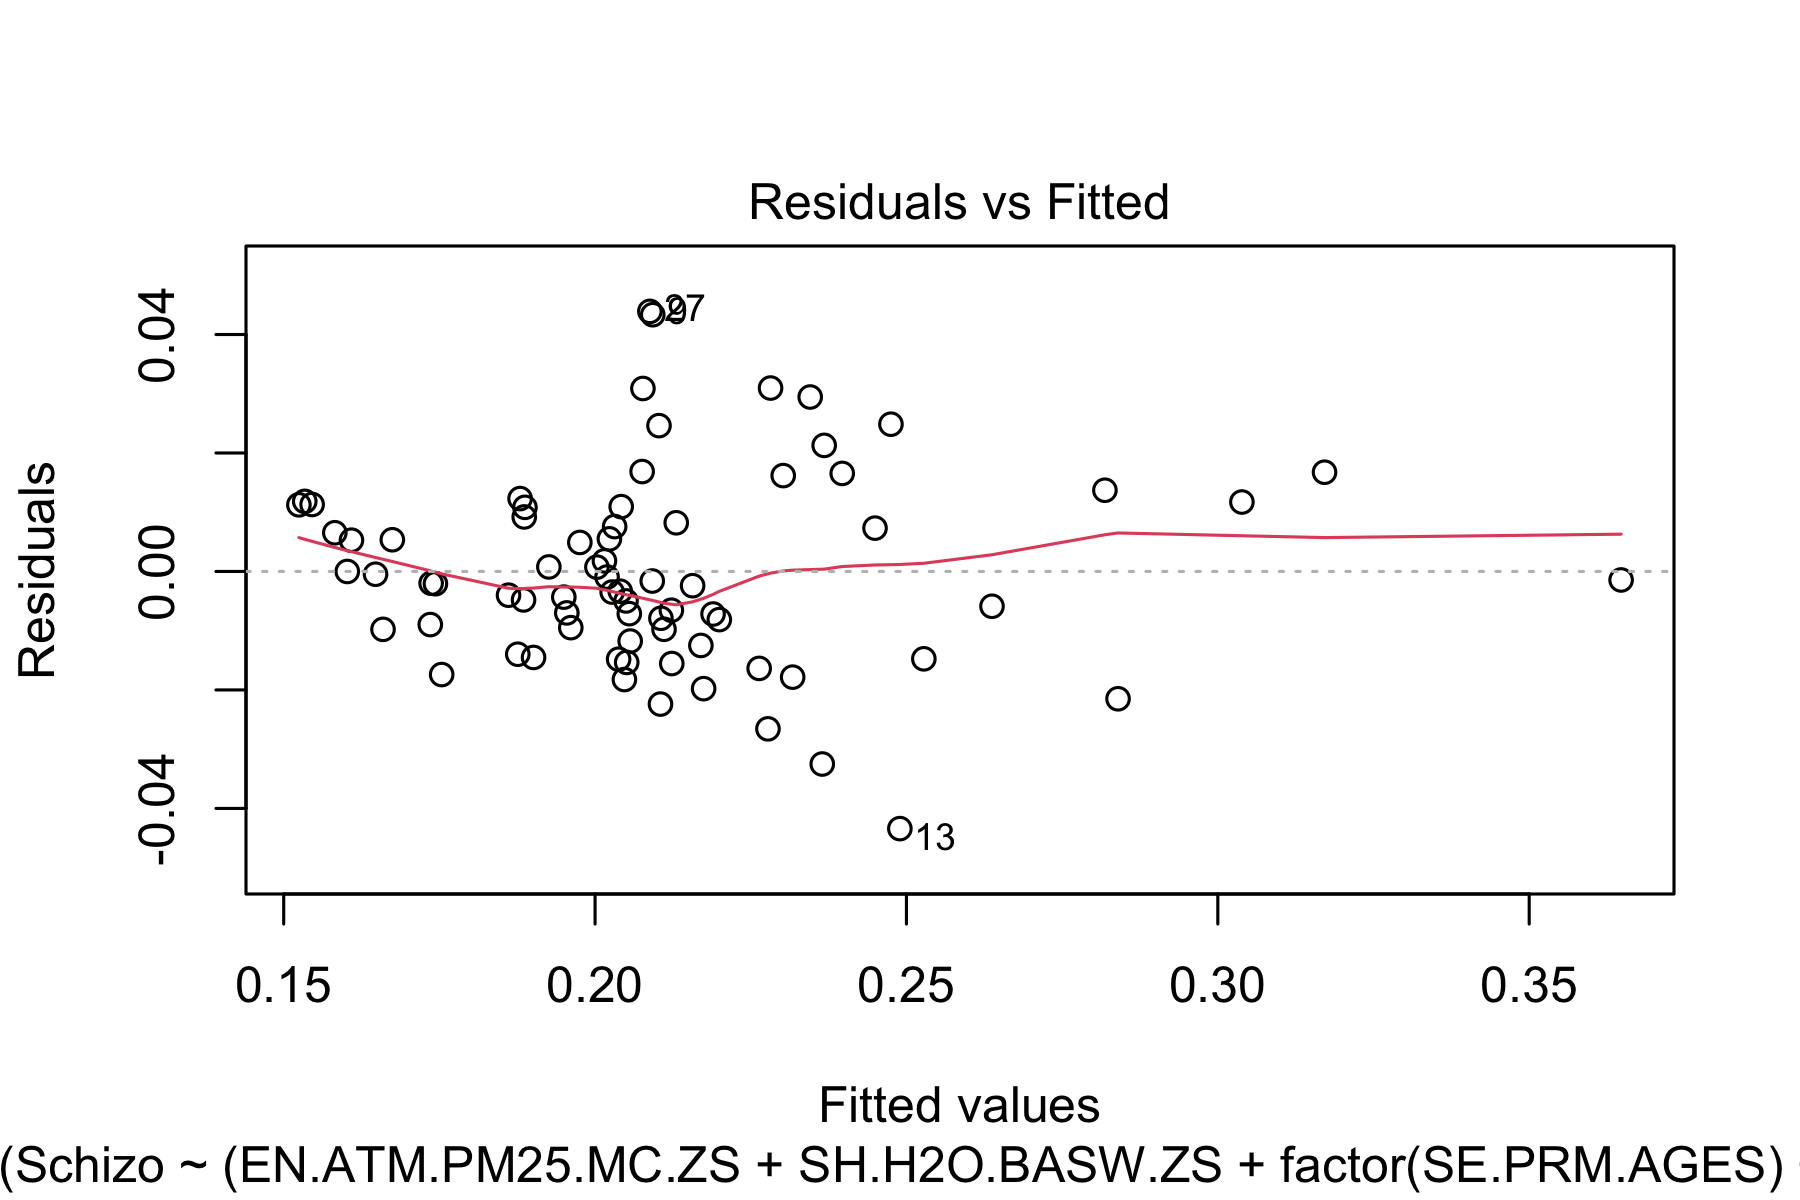 Residuals vs Fitted
Residuals
0.04
0.00
-0.04
27
13
0.15 0.20 0.25 0.30 0.35
Fitted values
(Schizo ~ (EN.ATM.PM25.MC.ZS + SH.H2O.BASW.ZS + factor(SE.PRM.AGES)